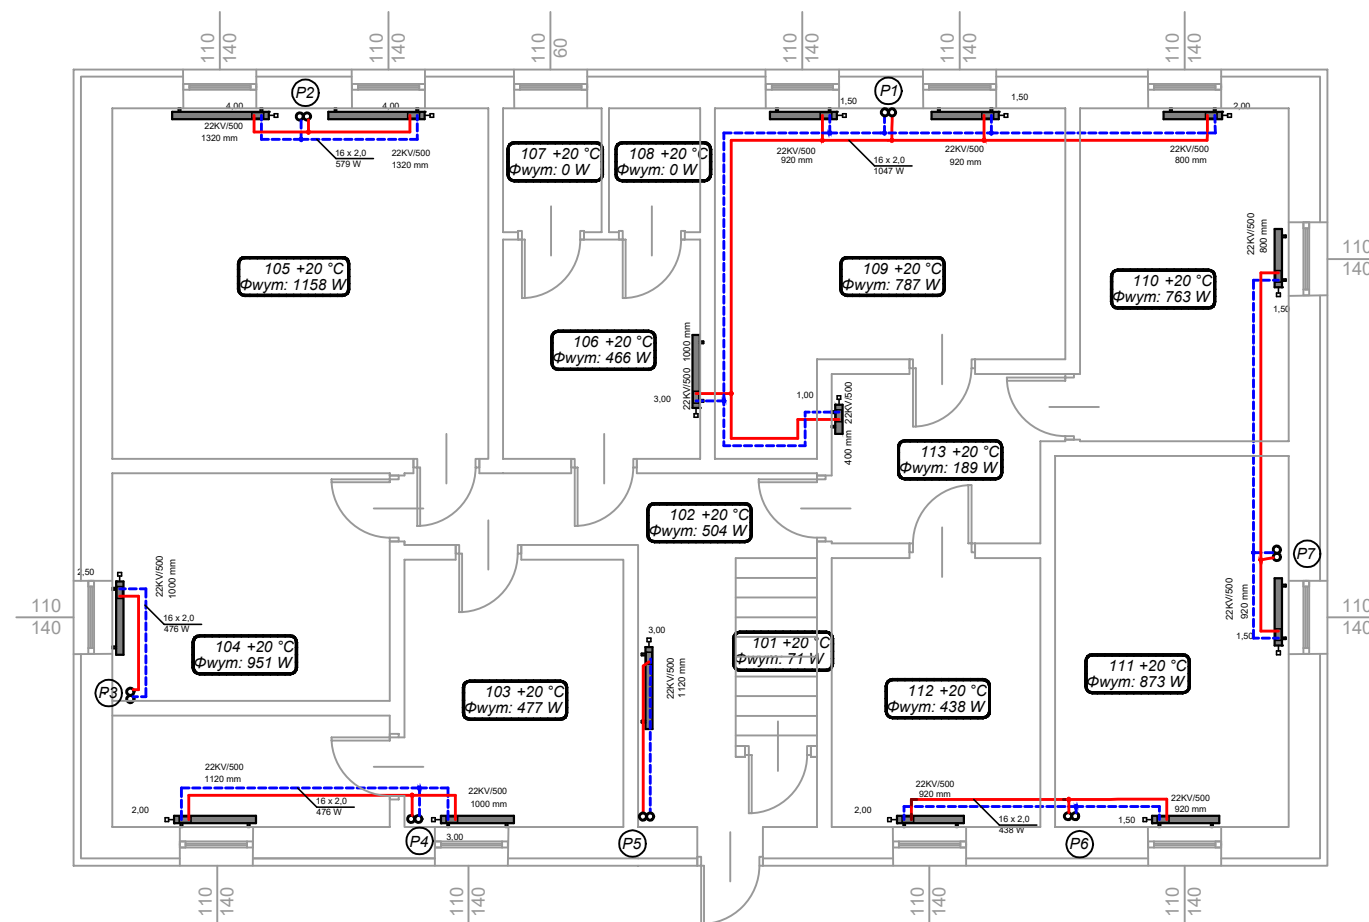 110
140
110
140
110
60
110
140
110
140
110
140
P2
P1
4,00
4,00
1,50
1,50
2,00
22KV/500
1320 mm
16 x 2,0
579 W
22KV/500
1320 mm
22KV/500
920 mm
16 x 2,0
1047 W
22KV/500
920 mm
22KV/500
800 mm
107 +20 °C
Φwym: 0 W
108 +20 °C
Φwym: 0 W
22KV/500
800 mm
110
140
105 +20 °C
Φwym: 1158 W
109 +20 °C
Φwym: 787 W
110 +20 °C
Φwym: 763 W
1,50
106 +20 °C
Φwym: 466 W
22KV/500 1000 mm
3,00
1,00
22KV/500
400 mm
113 +20 °C
Φwym: 189 W
102 +20 °C
Φwym: 504 W
P7
2,50
22KV/500
1000 mm
110
140
16 x 2,0
476 W
104 +20 °C
Φwym: 951 W
3,00
22KV/500
1120 mm
101 +20 °C
Φwym: 71 W
22KV/500
920 mm
1,50
110
140
P3
103 +20 °C
Φwym: 477 W
112 +20 °C
Φwym: 438 W
111 +20 °C
Φwym: 873 W
22KV/500
1120 mm
2,00
16 x 2,0
476 W
22KV/500
1000 mm
3,00
P4
P5
22KV/500
920 mm
2,00
16 x 2,0
438 W
22KV/500
920 mm
1,50
P6
110
140
110
140
110
140
110
140